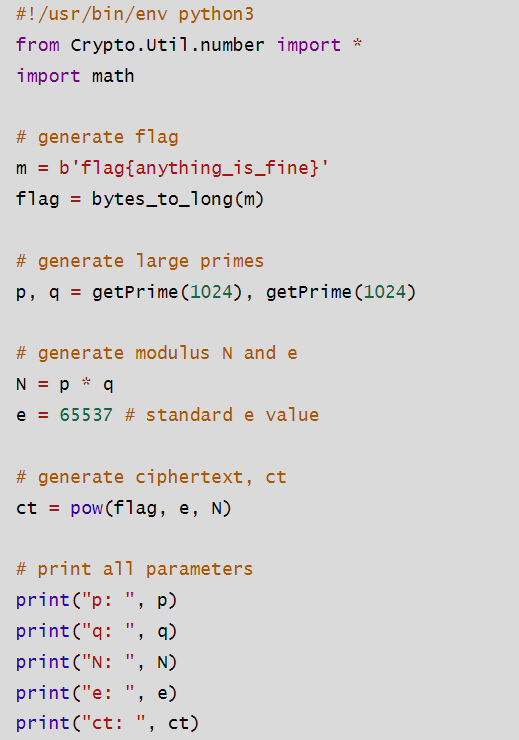 #!/usr/bin/env python3
from Crypto.Util.number import *
import math
# generate flag
m = b'flag{anything_is_fine}'
flag = bytes_to_long(m)
# generate large primes
p, q = getPrime(1024), getPrime(1024)
# generate modulus N and e
N = p * q
e = 65537 # standard e value
# generate ciphertext, ct
ct = pow(flag, e, N)
# print all parameters
print("p: ", p)
print("q: ", q)
print("N: ", N)
print("e: ", e)
print("ct: ", ct)